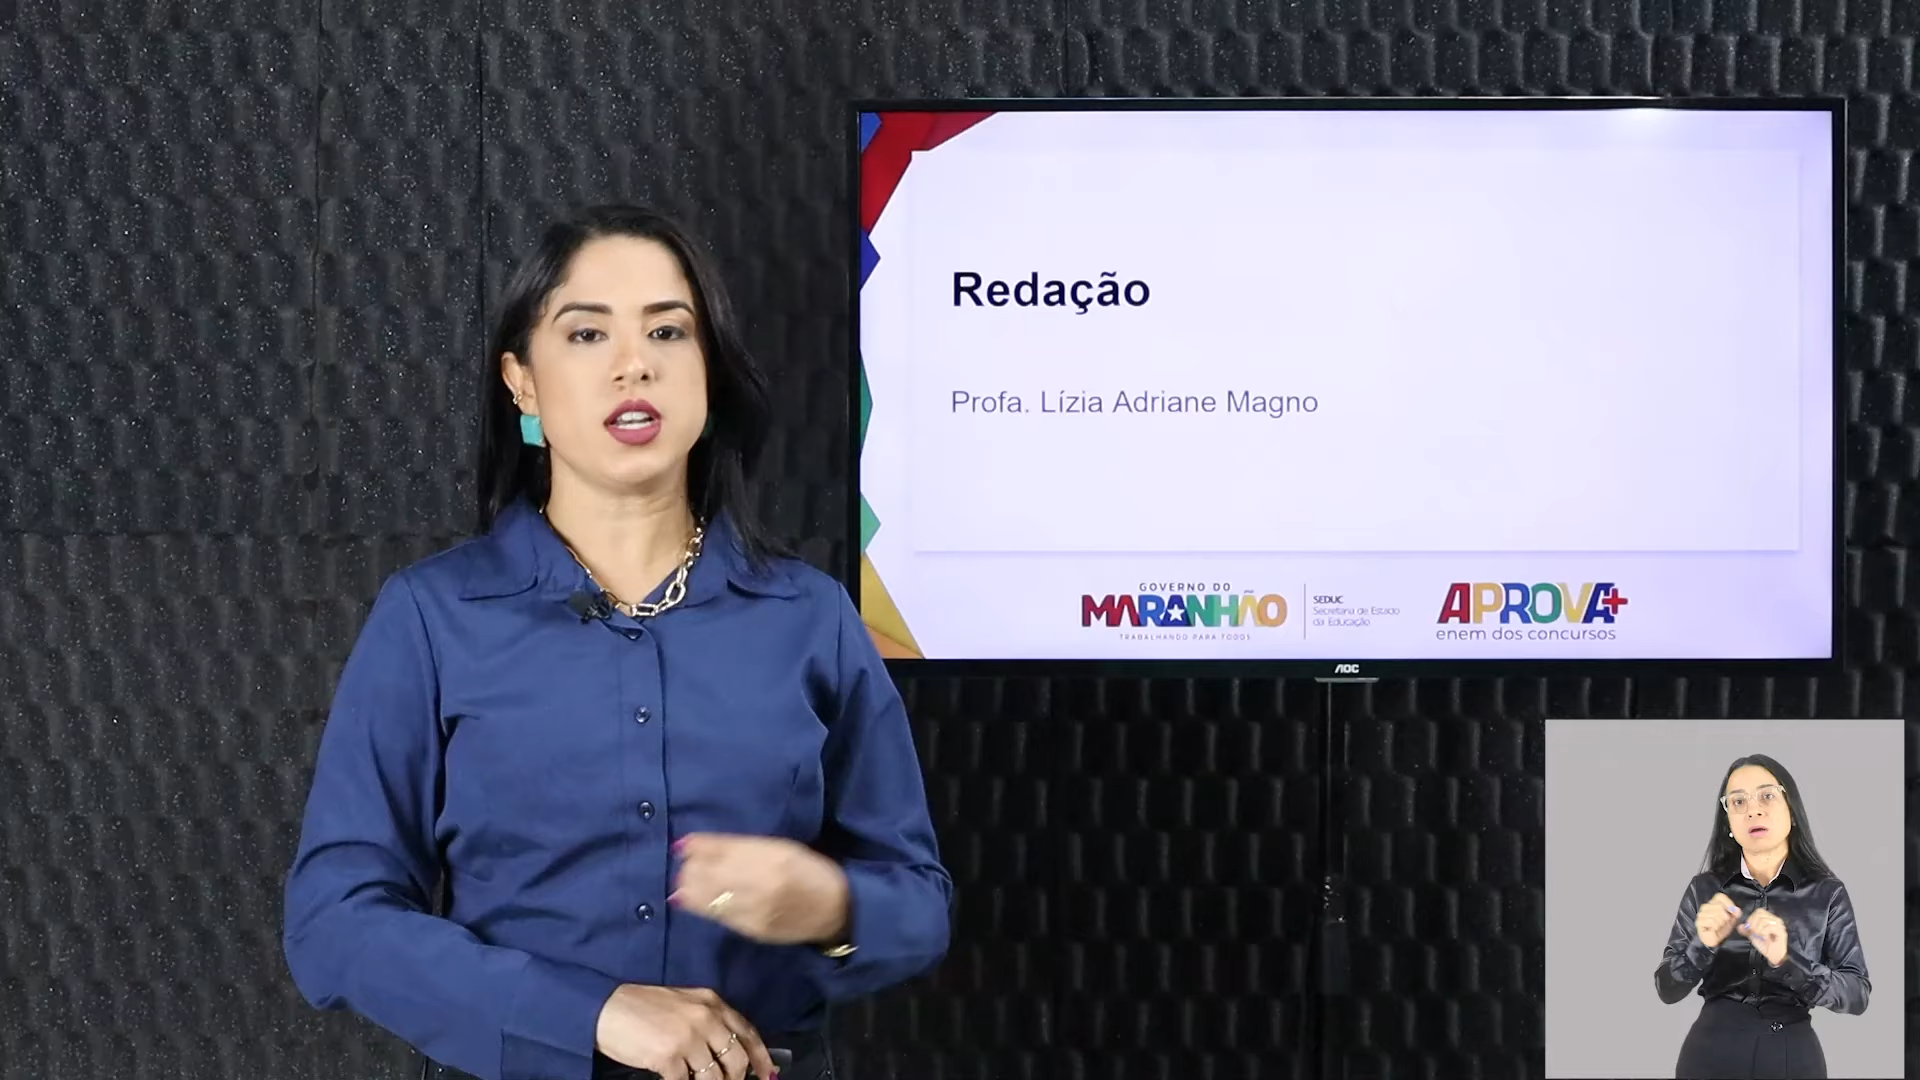 Redação
Profa. Lízia Adriane Magno
GOVERNO DO
MARANHÃO
TRABALHANDO PARA TODOS
SEDUC
Secretaria de Estado
da Educação
APROVA+
enem dos concursos
AOC